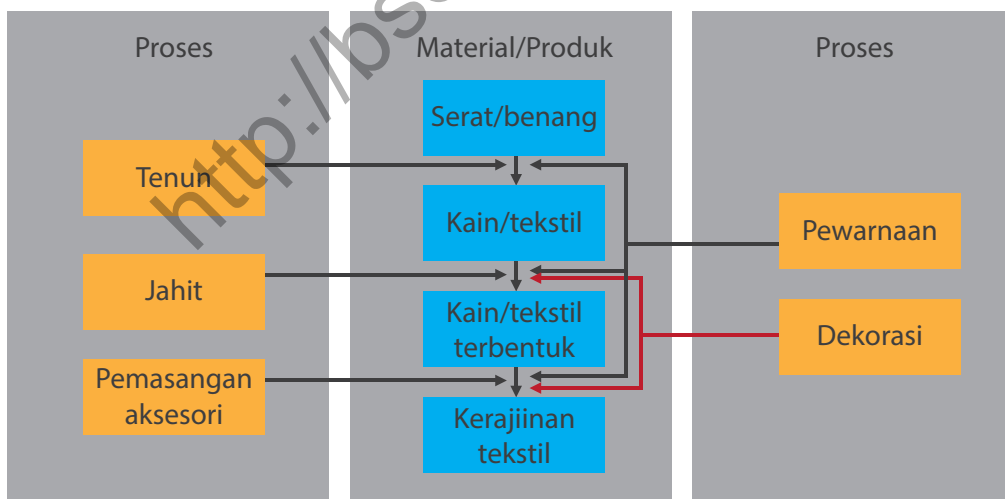 Proses
Material/Produk
Proses
Serat/benang
Tenun
Kain/tekstil
Pewarnaan
Jahit
Kain/tekstil
terbentuk
Dekorasi
Pemasangan
aksesori
Kerajiinan
tekstil
http://bs